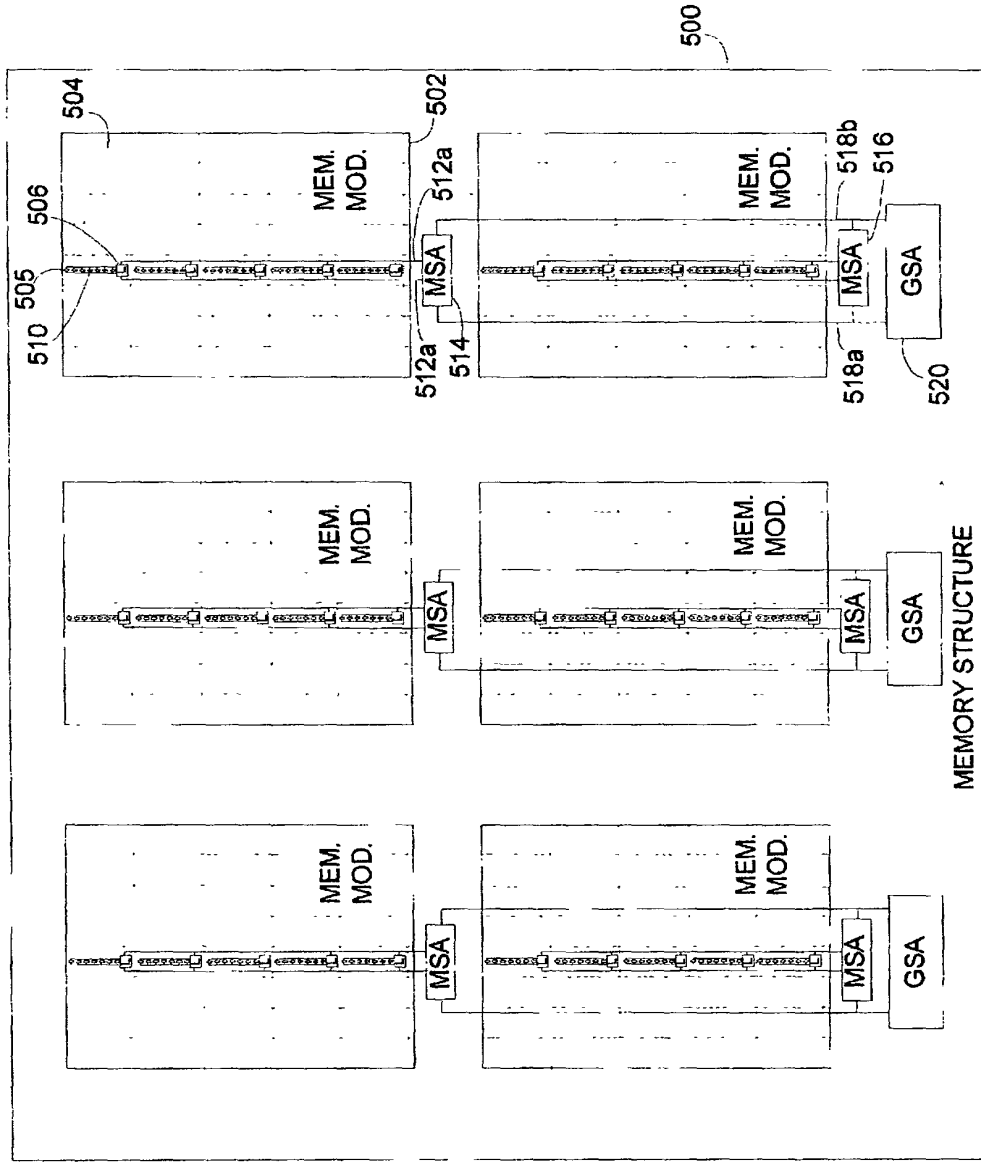 500
504
502
506
505
510
MEM.
MOD.
MEM.
MOD.
MEM.
MOD.
512a
512a
MSA
514
MSA
MSA
MEM.
MOD.
MEM.
MOD.
MEM.
MOD.
518b
516
MSA
518a
MSA
MSA
GSA
520
GSA
GSA
MEMORY STRUCTURE